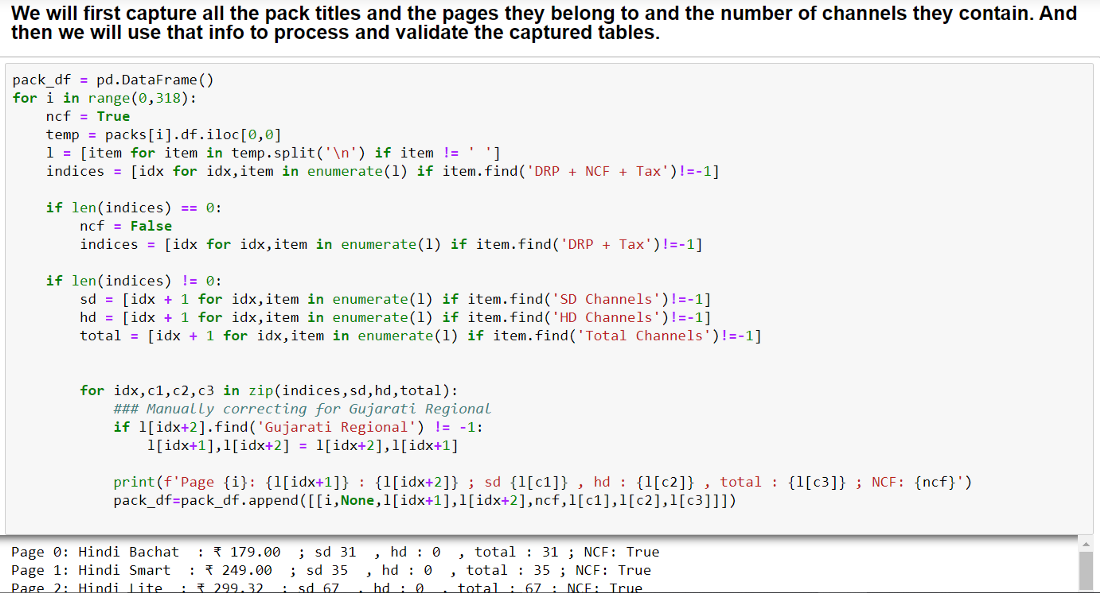 We will first capture all the pack titles and the pages they belong to and the number of channels they contain. And
then we will use that info to process and validate the captured tables.
pack_df = pd.DataFrame()
for i in range(0,318):
    ncf = True
    temp = packs[i].df.iloc[0,0]
    l = [item for item in temp.split('\n') if item != ' ']
    indices = [idx for idx,item in enumerate(l) if item.find('DRP + NCF + Tax')!=-1]
    if len(indices) == 0:
        ncf = False
        indices = [idx for idx,item in enumerate(l) if item.find('DRP + Tax')!=-1]
    if len(indices) != 0:
        sd = [idx + 1 for idx,item in enumerate(l) if item.find('SD Channels')!=-1]
        hd = [idx + 1 for idx,item in enumerate(l) if item.find('HD Channels')!=-1]
        total = [idx + 1 for idx,item in enumerate(l) if item.find('Total Channels')!=-1]
        for idx,c1,c2,c3 in zip(indices,sd,hd,total):
            ### Manually correcting for Gujarati Regional
            if l[idx+2].find('Gujarati Regional') != -1:
                l[idx+1],l[idx+2] = l[idx+2],l[idx+1]
            print(f'Page {i}: {l[idx+1]} : {l[idx+2]} ; sd {l[c1]} , hd : {l[c2]} , total : {l[c3]} ; NCF: {ncf}')
            pack_df=pack_df.append([[i,None,l[idx+1],l[idx+2],ncf,l[c1],l[c2],l[c3]]])
Page 0: Hindi Bachat  : ₹ 179.00  ; sd 31  , hd : 0  , total : 31 ; NCF: True
Page 1: Hindi Smart  : ₹ 249.00  ; sd 35  , hd : 0  , total : 35 ; NCF: True
Page 2: Hindi Lite  : ₹ 299.32  ; sd 67  , hd : 0  , total : 67 ; NCF: True